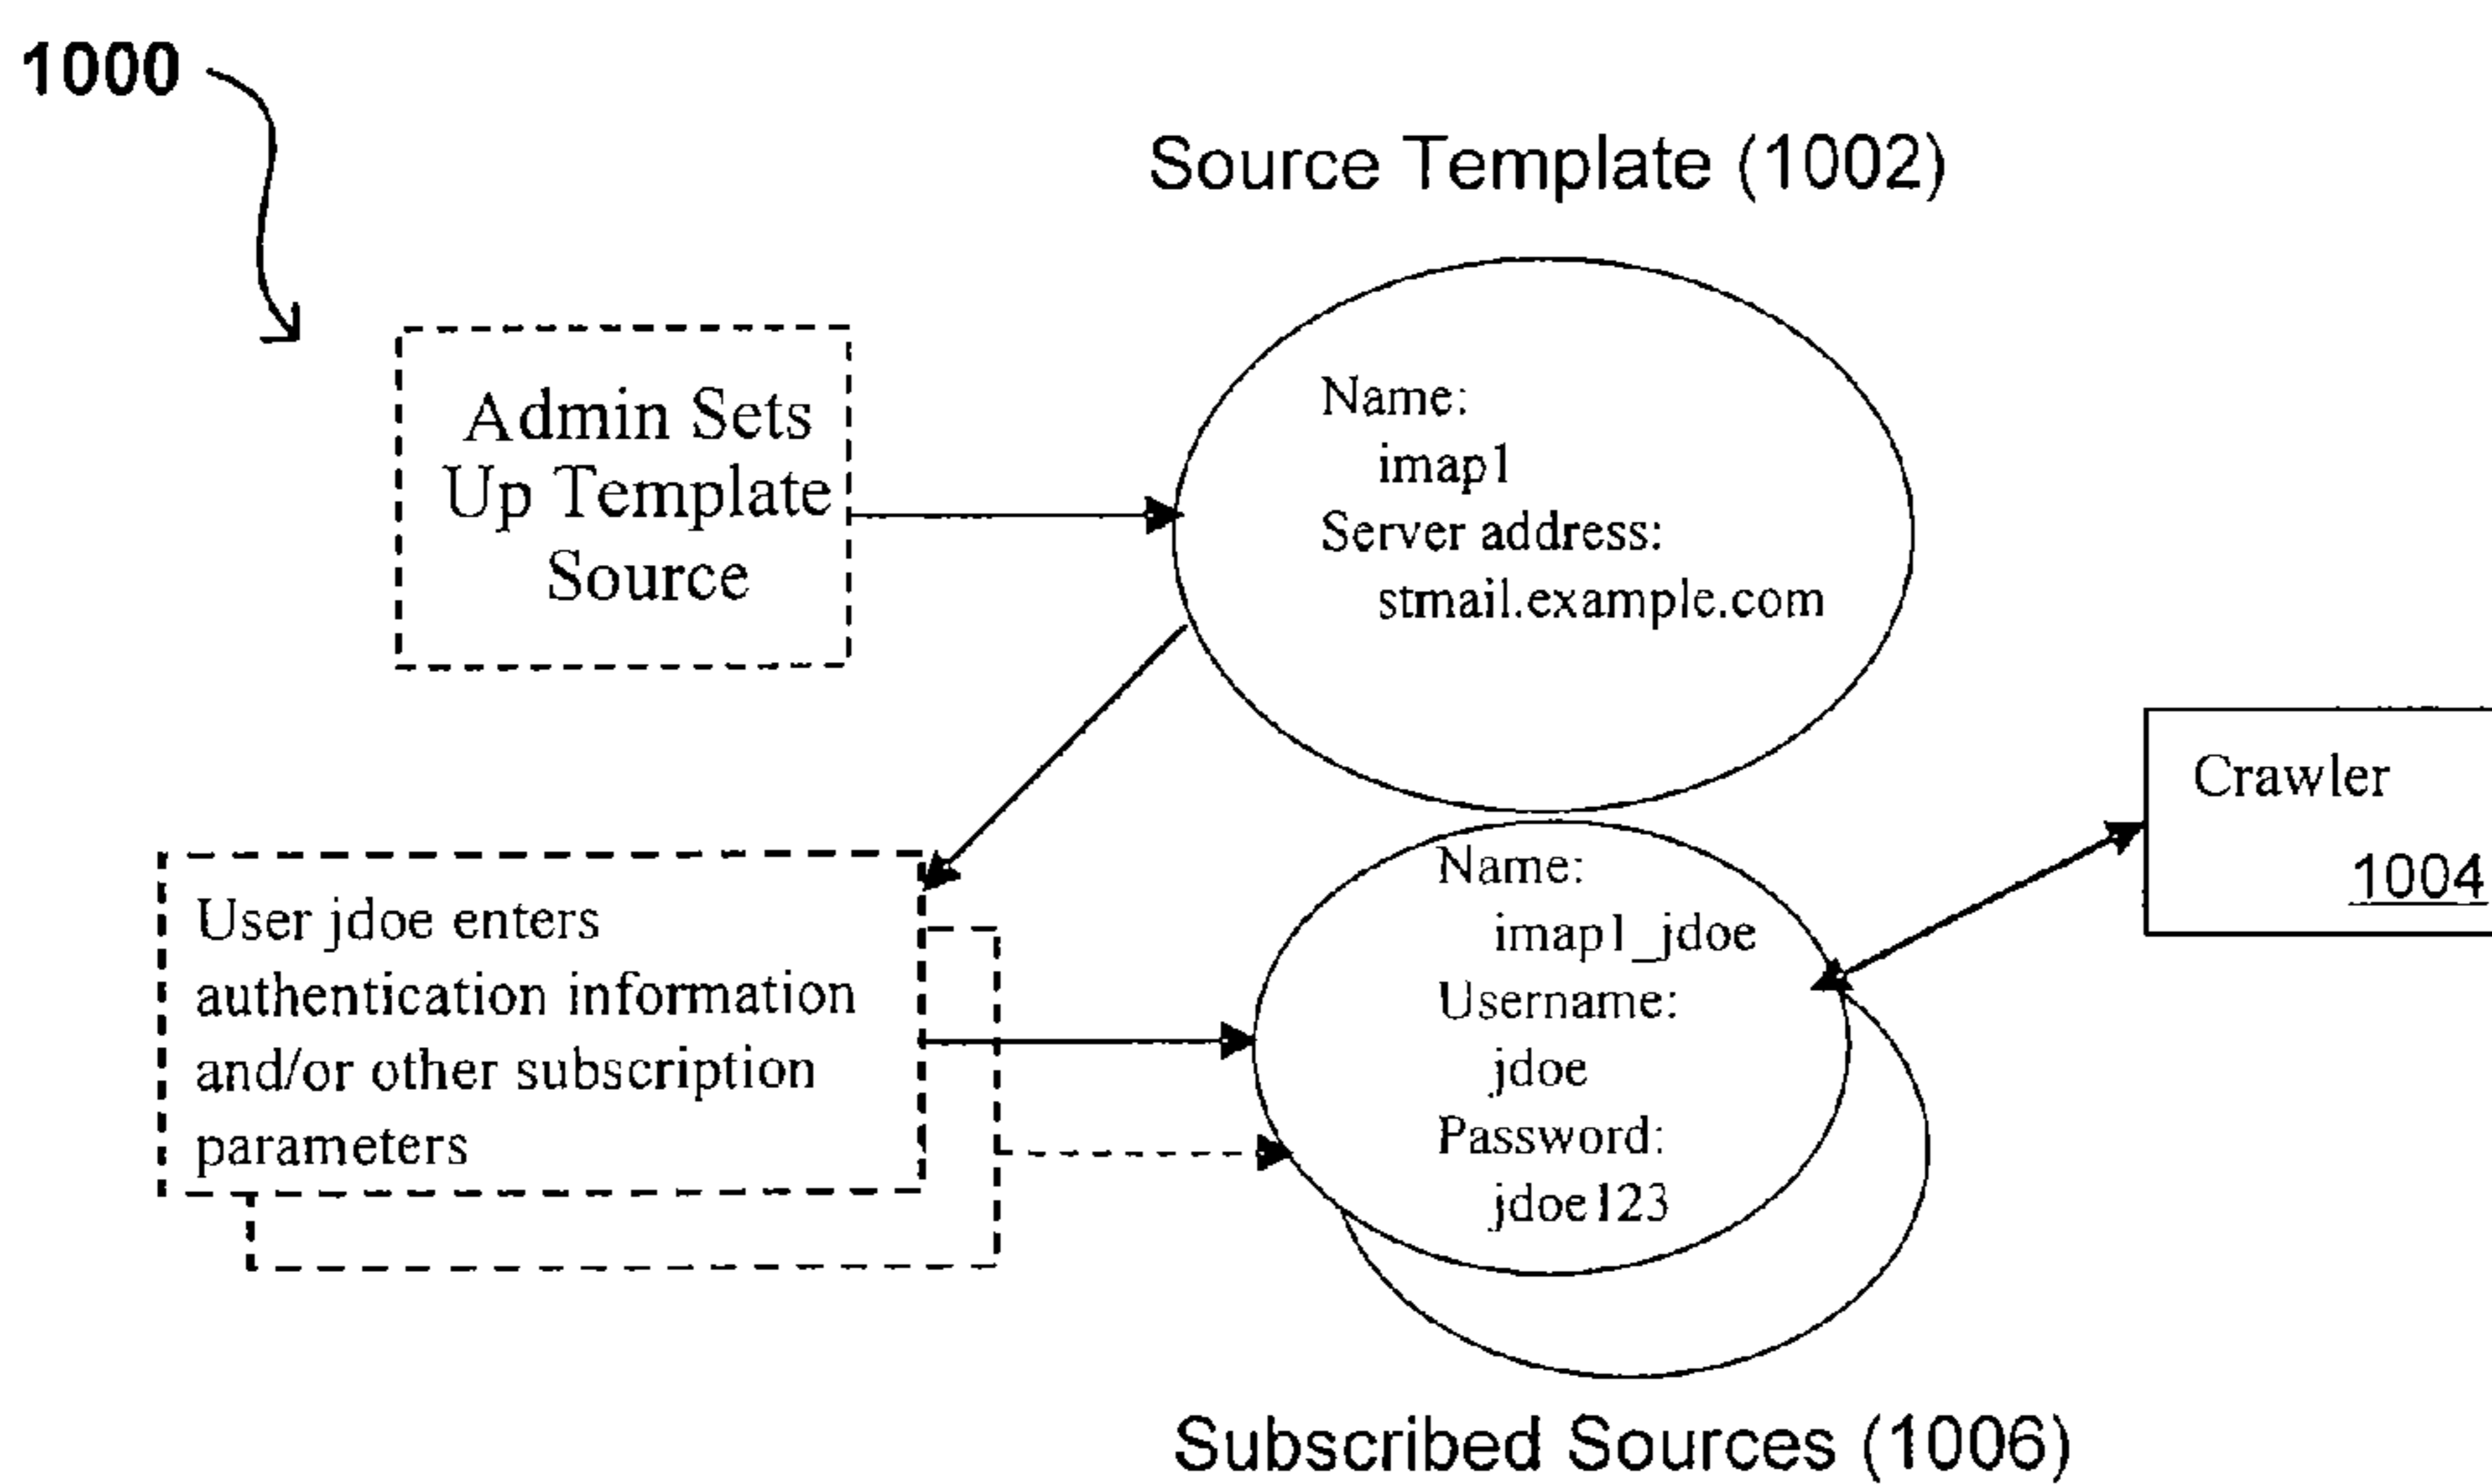 1000
Source Template (1002)
Admin Sets
Up Template
Source
Name:
imap1
Server address:
stmail.example.com
Crawler
1004
User jdoe enters
authentication information
and/or other subscription
parameters
Name:
imap1_jdoe
Username:
jdoe
Password:
jdoe123
Subscribed Sources (1006)